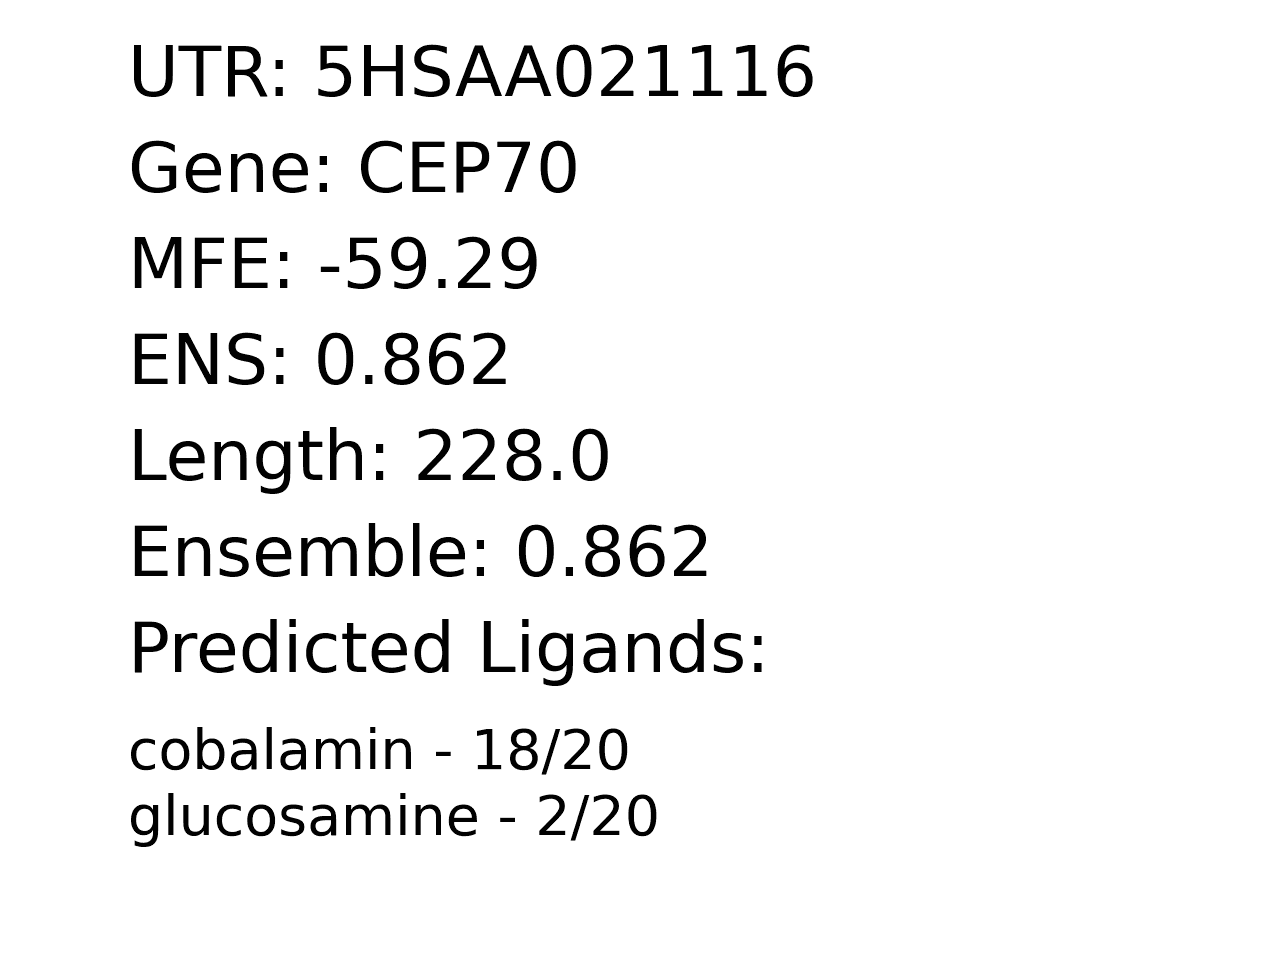 UTR: 5HSAA021116
Gene: CEP70
MFE: -59.29
ENS: 0.862
Length: 228.0
Ensemble: 0.862
Predicted Ligands:
cobalamin - 18/20
glucosamine - 2/20